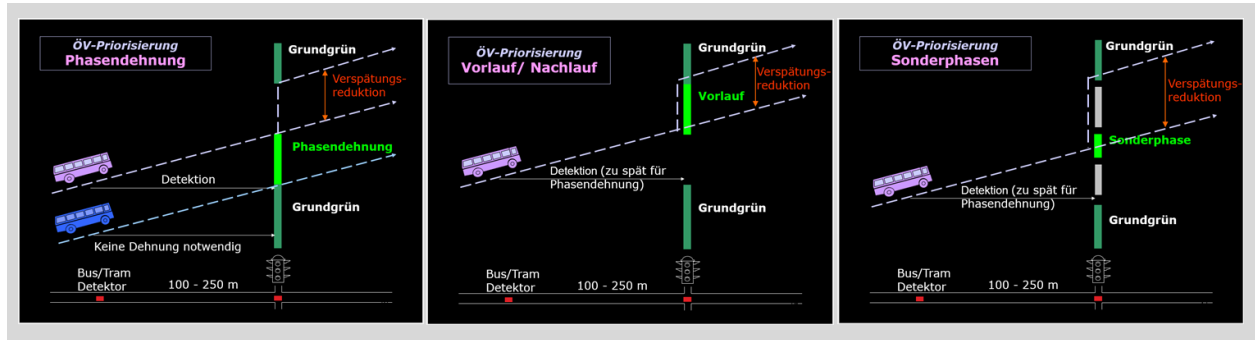 ÖV-Priorisierung
Phasendehnung
Grundgrün
Verspätungs-
reduktion
Phasendehnung
Detektion
Grundgrün
Keine Dehnung notwendig
Bus/Tram
Detektor
100 - 250 m
ÖV-Priorisierung
Vorlauf/ Nachlauf
Grundgrün
Verspätungs-
reduktion
Vorlauf
Detektion (zu spät für
Phasendehnung)
Grundgrün
Bus/Tram
Detektor
100 - 250 m
ÖV-Priorisierung
Sonderphasen
Grundgrün
Verspätungs-
reduktion
Sonderphase
Detektion (zu spät für
Phasendehnung)
Grundgrün
Bus/Tram
Detektor
100 - 250 m